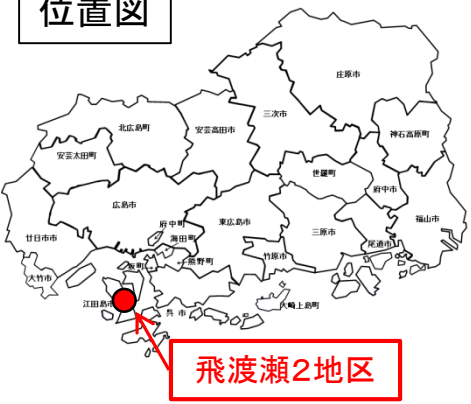 位置図
庄原市
三次市
北広島町
安芸高田市
神石高原町
安芸太田町
世羅町
府中市
広島市
府中町
東広島市
三原市
尾道市
福山市
廿日市市
海田町
坂町
熊野町
竹原市
大竹市
江田島市
呉市
大崎上島町
飛渡瀬2地区